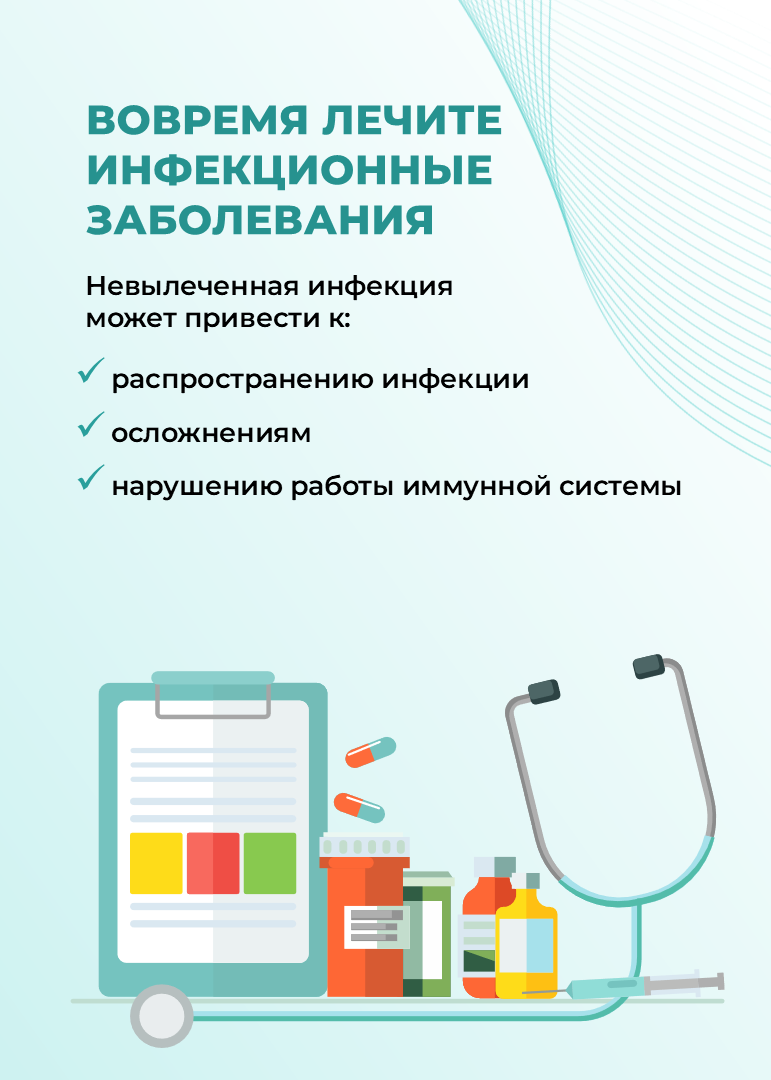 ВОВРЕМЯ ЛЕЧИТЕ
ИНФЕКЦИОННЫЕ
ЗАБОЛЕВАНИЯ
Невылеченная инфекция
может привести к:
распространению инфекции
осложнениям
нарушению работы иммунной системы